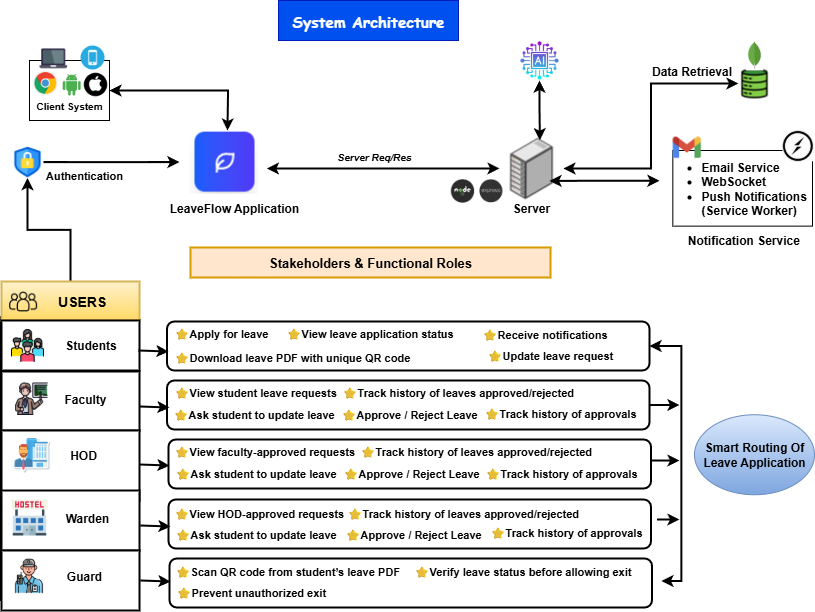 System Architecture
AI
Data Retrieval
Client System
Server Req/Res
Authentication
LeaveFlow Application
node
express
Server
Email Service
WebSocket
Push Notifications
(Service Worker)
Notification Service
Stakeholders & Functional Roles
USERS
Students
Apply for leave
View leave application status
Receive notifications
Download leave PDF with unique QR code
Update leave request
Faculty
View student leave requests
Track history of leaves approved/rejected
Ask student to update leave
Approve / Reject Leave
Track history of approvals
HOD
View faculty-approved requests
Track history of leaves approved/rejected
Ask student to update leave
Approve / Reject Leave
Track history of approvals
HOSTEL
Warden
View HOD-approved requests
Track history of leaves approved/rejected
Ask student to update leave
Approve / Reject Leave
Track history of approvals
Guard
Scan QR code from student's leave PDF
Verify leave status before allowing exit
Prevent unauthorized exit
Smart Routing Of
Leave Application